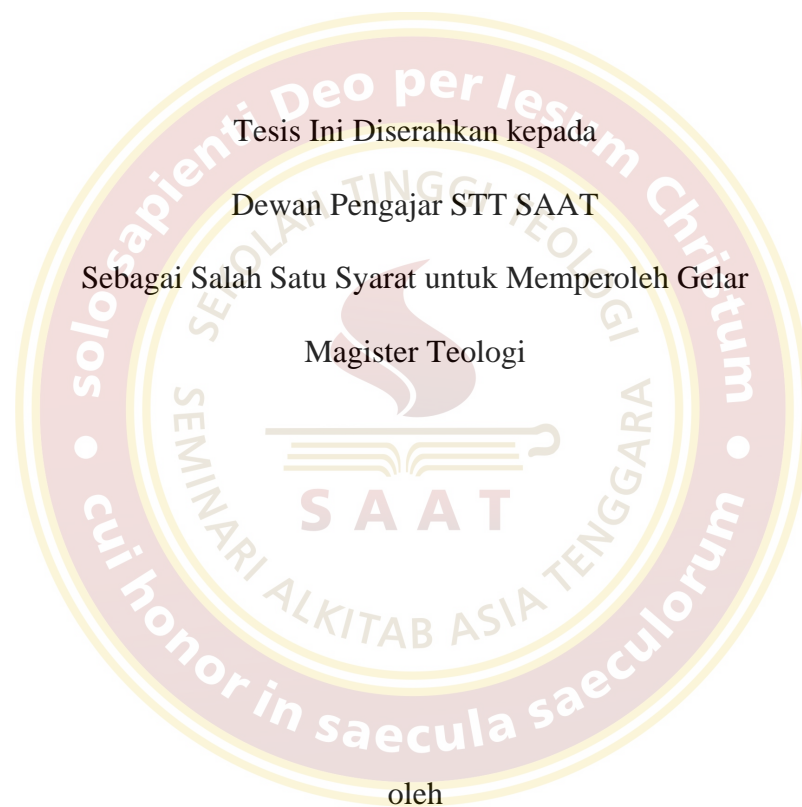 Tesis Ini Diserahkan kepada
Dewan Pengajar STT SAAT
Sebagai Salah Satu Syarat untuk Memperoleh Gelar
Magister Teologi
oleh
solo sapienti Deo per Iesum Christum
cui honor in saecula saeculorum
SEKOLAH TINGGI TEOLOGI
SEMINARI ALKITAB ASIA TENGGARA
SAAT